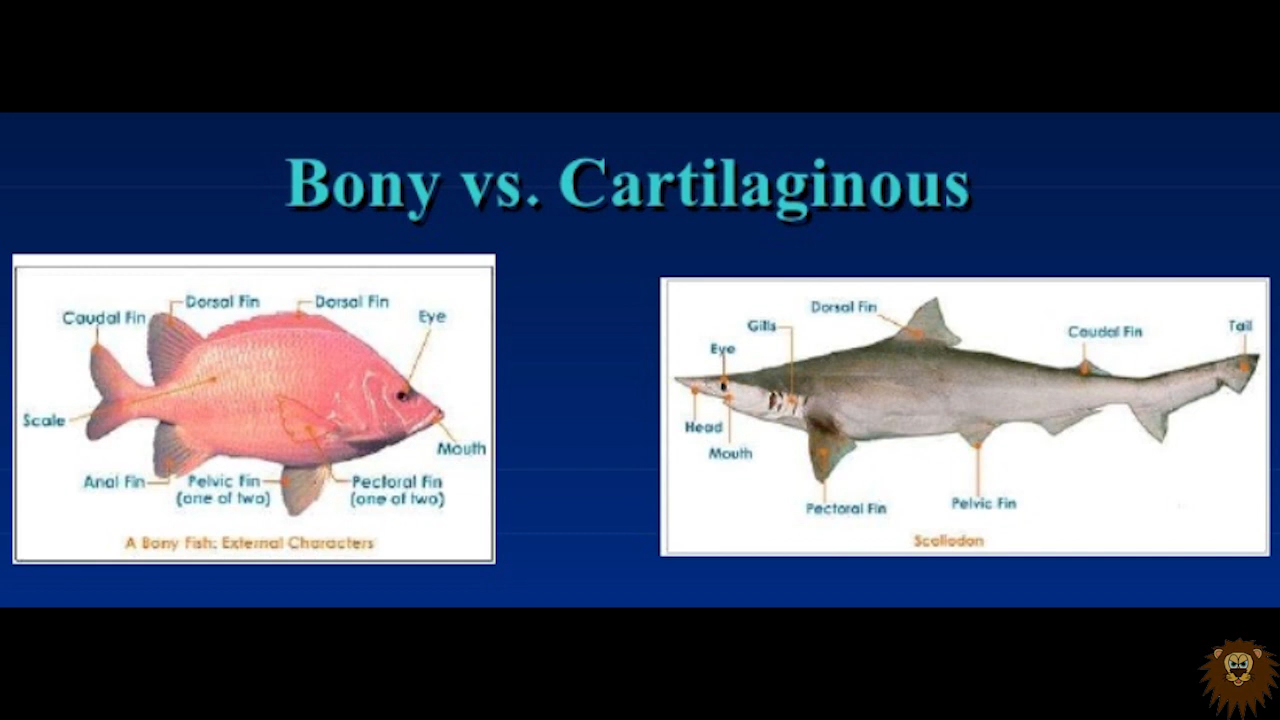 Bony vs. Cartilaginous
Dorsal Fin
Dorsal Fin
Caudal Fin
Eye
Scale
Mouth
Anal Fin
Pelvic Fin
(one of two)
Pectoral Fin
(one of two)
A Bony Fish: External Characters
Dorsal Fin
Gills
Caudal Fin
Tail
Eye
Head
Mouth
Pectoral Fin
Pelvic Fin
Scoliodon